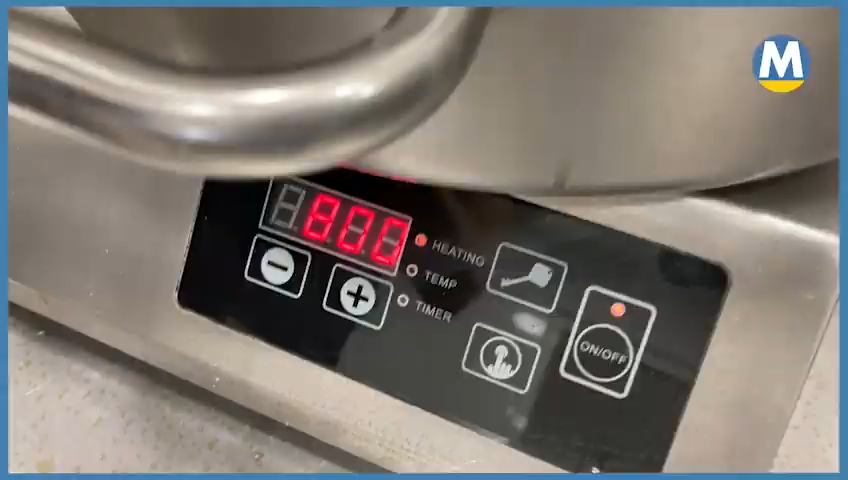 M
800
HEATING
TEMP
TIMER
ON/OFF